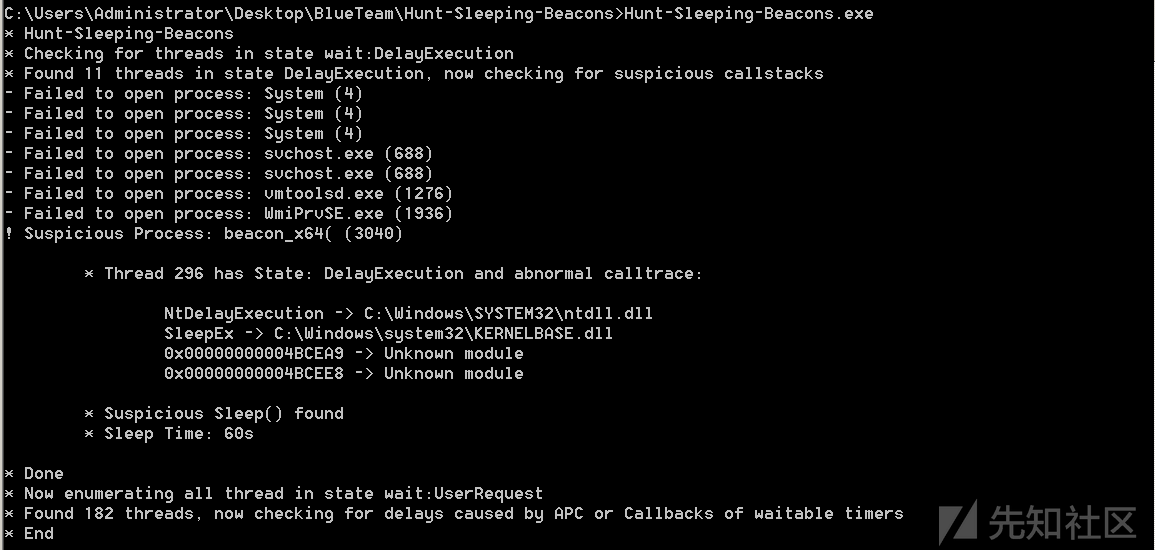 C:\Users\Administrator\Desktop\BlueTeam\Hunt-Sleeping-Beacons>Hunt-Sleeping-Beacons.exe
* Hunt-Sleeping-Beacons
* Checking for threads in state wait:DelayExecution
* Found 11 threads in state DelayExecution, now checking for suspicious callstacks
- Failed to open process: System (4)
- Failed to open process: System (4)
- Failed to open process: System (4)
- Failed to open process: svchost.exe (688)
- Failed to open process: svchost.exe (688)
- Failed to open process: vmtoolsd.exe (1276)
- Failed to open process: WmiPrvSE.exe (1936)
! Suspicious Process: beacon_x64( (3040)
* Thread 296 has State: DelayExecution and abnormal calltrace:
NtDelayExecution -> C:\Windows\SYSTEM32\ntdll.dll
SleepEx -> C:\Windows\system32\KERNELBASE.dll
0x00000000004BCEA9 -> Unknown module
0x00000000004BCEE8 -> Unknown module
* Suspicious Sleep() found
* Sleep Time: 60s
* Done
* Now enumerating all thread in state wait:UserRequest
* Found 182 threads, now checking for delays caused by APC or Callbacks of waitable timers
* End
先知社区